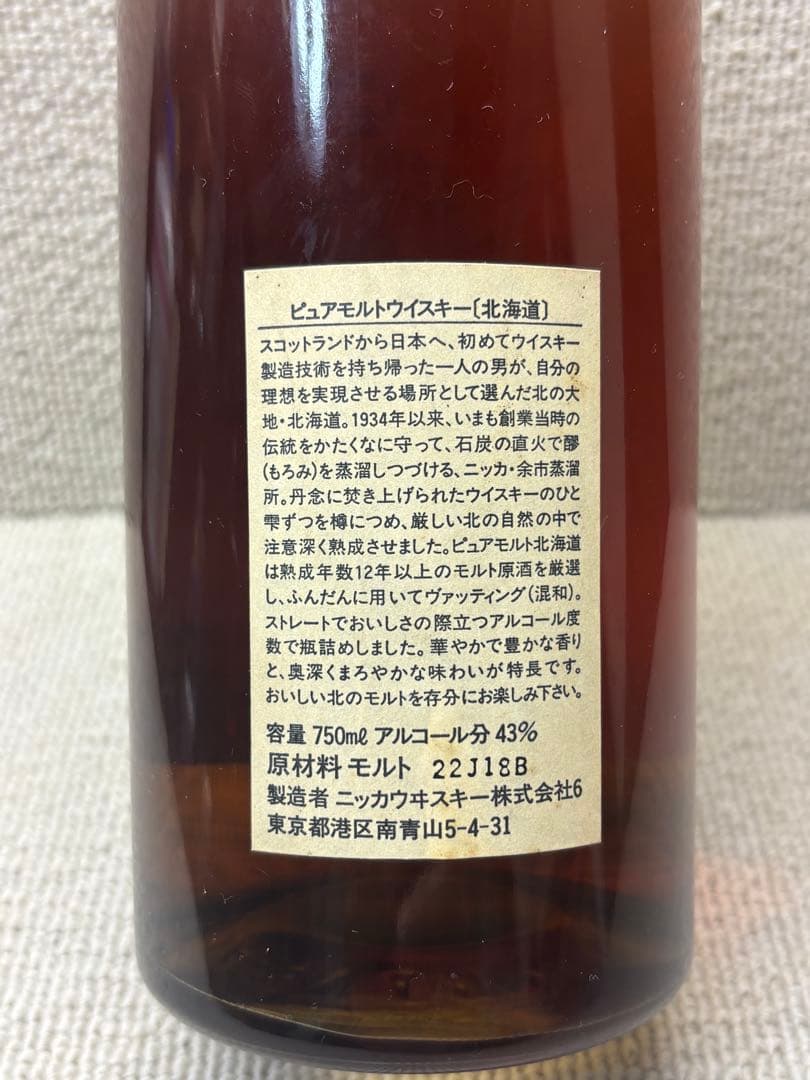 ピュアモルトウイスキー〔北海道〕
スコットランドから日本へ、初めてウイスキー
製造技術を持ち帰った一人の男が、自分の
理想を実現させる場所として選んだ北の大
地・北海道。1934年以来、いまも創業当時の
伝統をかたくなに守って、石炭の直火で醪
(もろみ)を蒸溜しつづける、ニッカ・余市蒸溜
所。丹念に焚き上げられたウイスキーのひと
雫ずつを樽につめ、厳しい北の自然の中で
注意深く熟成させました。ピュアモルト北海道
は熟成年数12年以上のモルト原酒を厳選
し、ふんだんに用いてヴァッティング(混和)。
ストレートでおいしさの際立つアルコール度
数で瓶詰めしました。華やかで豊かな香り
と、奥深くまろやかな味わいが特長です。
おいしい北のモルトを存分にお楽しみ下さい。
容量 750mℓ アルコール分 43%
原材料 モルト 22J18B
製造者 ニッカウヰスキー株式会社6
東京都港区南青山5-4-31